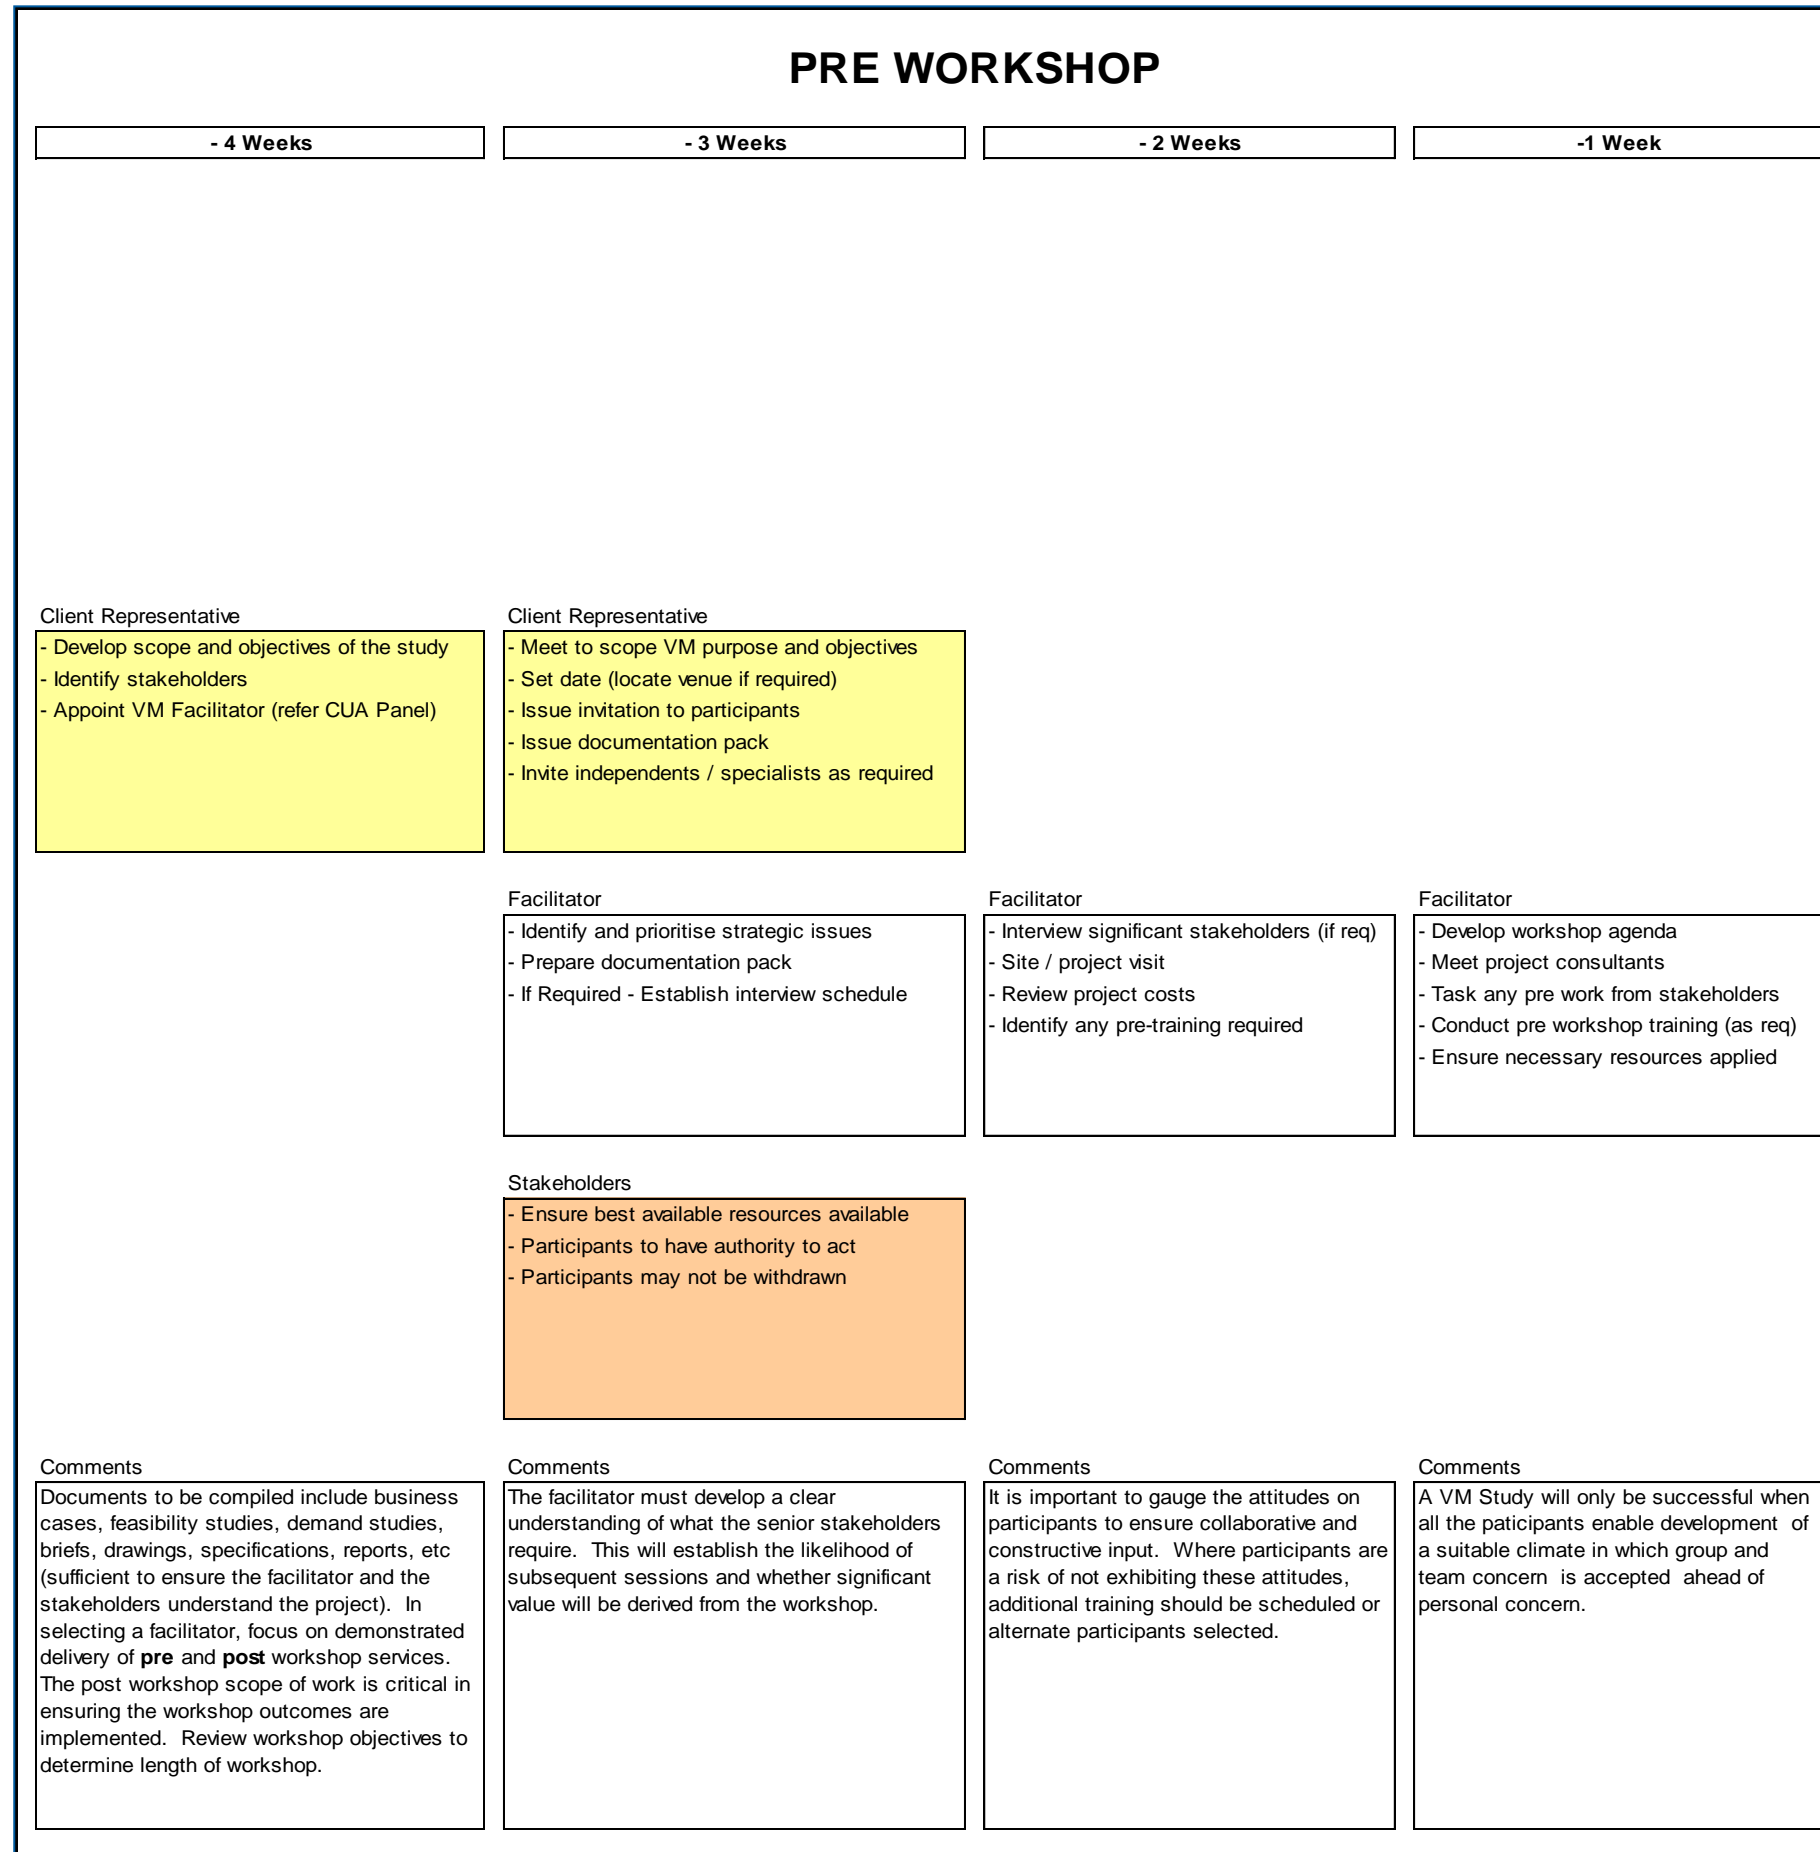 PRE WORKSHOP
- 4 Weeks
- 3 Weeks
- 2 Weeks
-1 Week
Client Representative
- Develop scope and objectives of the study
- Identify stakeholders
- Appoint VM Facilitator (refer CUA Panel)
Client Representative
- Meet to scope VM purpose and objectives
- Set date (locate venue if required)
- Issue invitation to participants
- Issue documentation pack
- Invite independents / specialists as required
Facilitator
- Identify and prioritise strategic issues
- Prepare documentation pack
- If Required - Establish interview schedule
Facilitator
- Interview significant stakeholders (if req)
- Site / project visit
- Review project costs
- Identify any pre-training required
Facilitator
- Develop workshop agenda
- Meet project consultants
- Task any pre work from stakeholders
- Conduct pre workshop training (as req)
- Ensure necessary resources applied
Stakeholders
- Ensure best available resources available
- Participants to have authority to act
- Participants may not be withdrawn
Comments
Documents to be compiled include business
cases, feasibility studies, demand studies,
briefs, drawings, specifications, reports, etc
(sufficient to ensure the facilitator and the
stakeholders understand the project).  In
selecting a facilitator, focus on demonstrated
delivery of pre and post workshop services.
The post workshop scope of work is critical in
ensuring the workshop outcomes are
implemented.  Review workshop objectives to
determine length of workshop.
Comments
The facilitator must develop a clear
understanding of what the senior stakeholders
require.  This will establish the likelihood of
subsequent sessions and whether significant
value will be derived from the workshop.
Comments
It is important to gauge the attitudes on
participants to ensure collaborative and
constructive input.  Where participants are
a risk of not exhibiting these attitudes,
additional training should be scheduled or
alternate participants selected.
Comments
A VM Study will only be successful when
all the paticipants enable development  of
a suitable climate in which group and
team concern  is accepted  ahead of
personal concern.